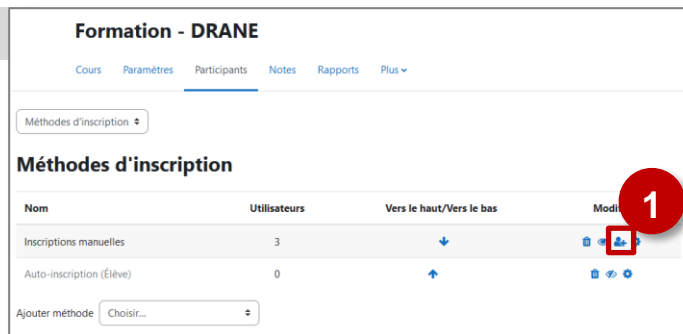 Formation - DRANE
Cours Paramètres Participants Notes Rapports Plus
Méthodes d'inscription
Méthodes d'inscription
Nom Utilisateurs Vers le haut/Vers le bas Modi
1
Inscriptions manuelles 3
Auto-inscription (Élève) 0
Ajouter méthode Choisir...